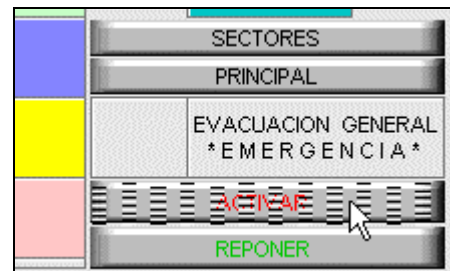 SECTORES
PRINCIPAL
EVACUACION GENERAL
*EMERGENCIA*
ACTIVAR
REPONER